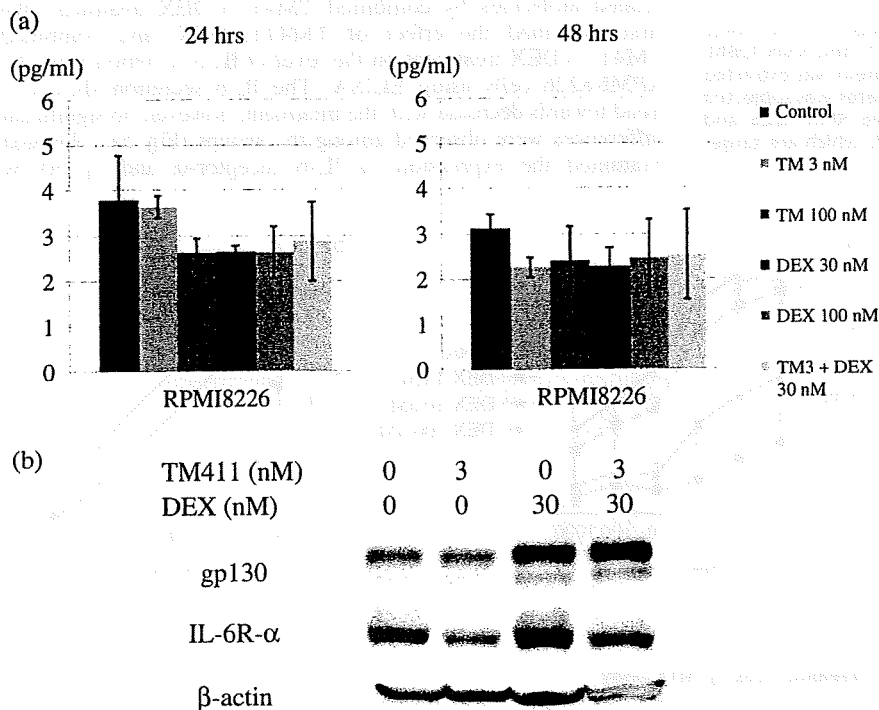 (a)
24 hrs
48 hrs
(pg/ml)
(pg/ml)
6
5
4
3
2
1
0
RPMI8226
6
5
4
3
2
1
0
RPMI8226
Control
TM 3 nM
TM 100 nM
DEX 30 nM
DEX 100 nM
TM3 + DEX
30 nM
(b)
TM411 (nM) 0 3 0 3
DEX (nM) 0 0 30 30
gp130
IL-6R-α
β-actin